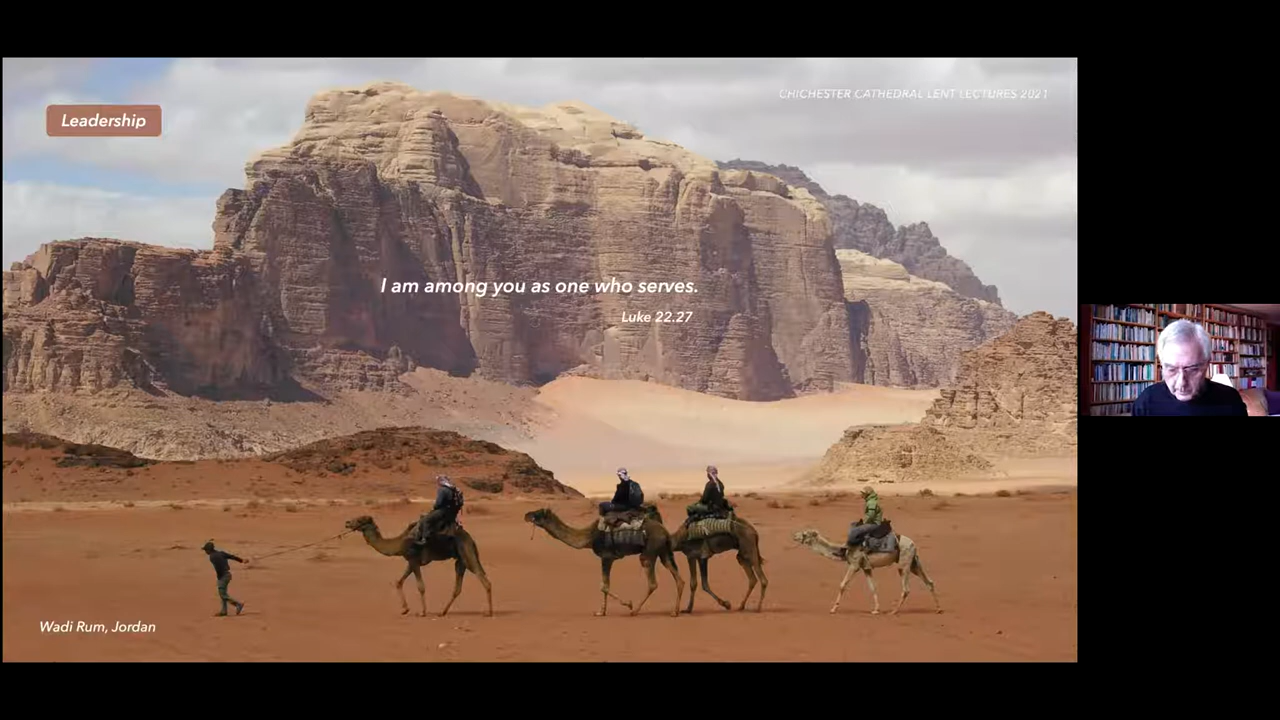 CHICHESTER CATHEDRAL LENT LECTURES 2021
Leadership
I am among you as one who serves.
Luke 22.27
Wadi Rum, Jordan